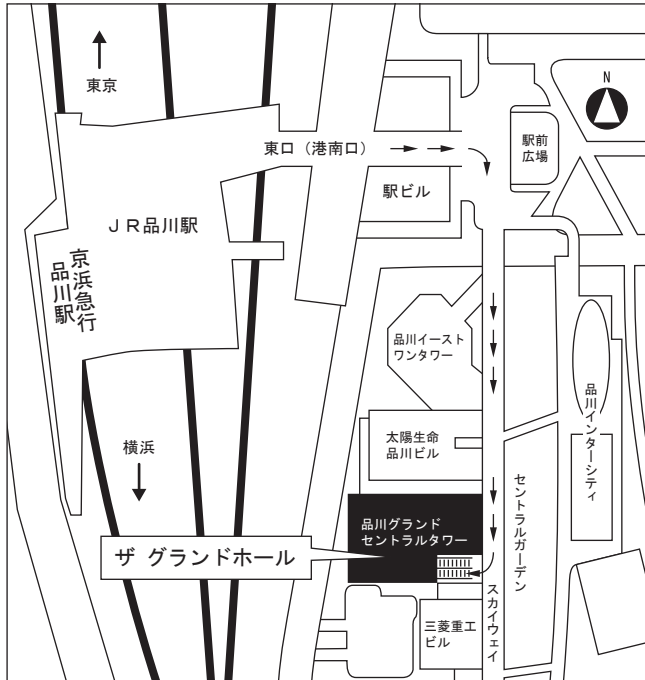 東京
N
駅前
広場
東口（港南口）
駅ビル
ＪＲ品川駅
京浜急行
品川駅
品川イースト
ワンタワー
品川インターシティ
太陽生命
品川ビル
横浜
セントラルガーデン
品川グランド
セントラルタワー
ザ グランドホール
スカイウェイ
三菱重工
ビル